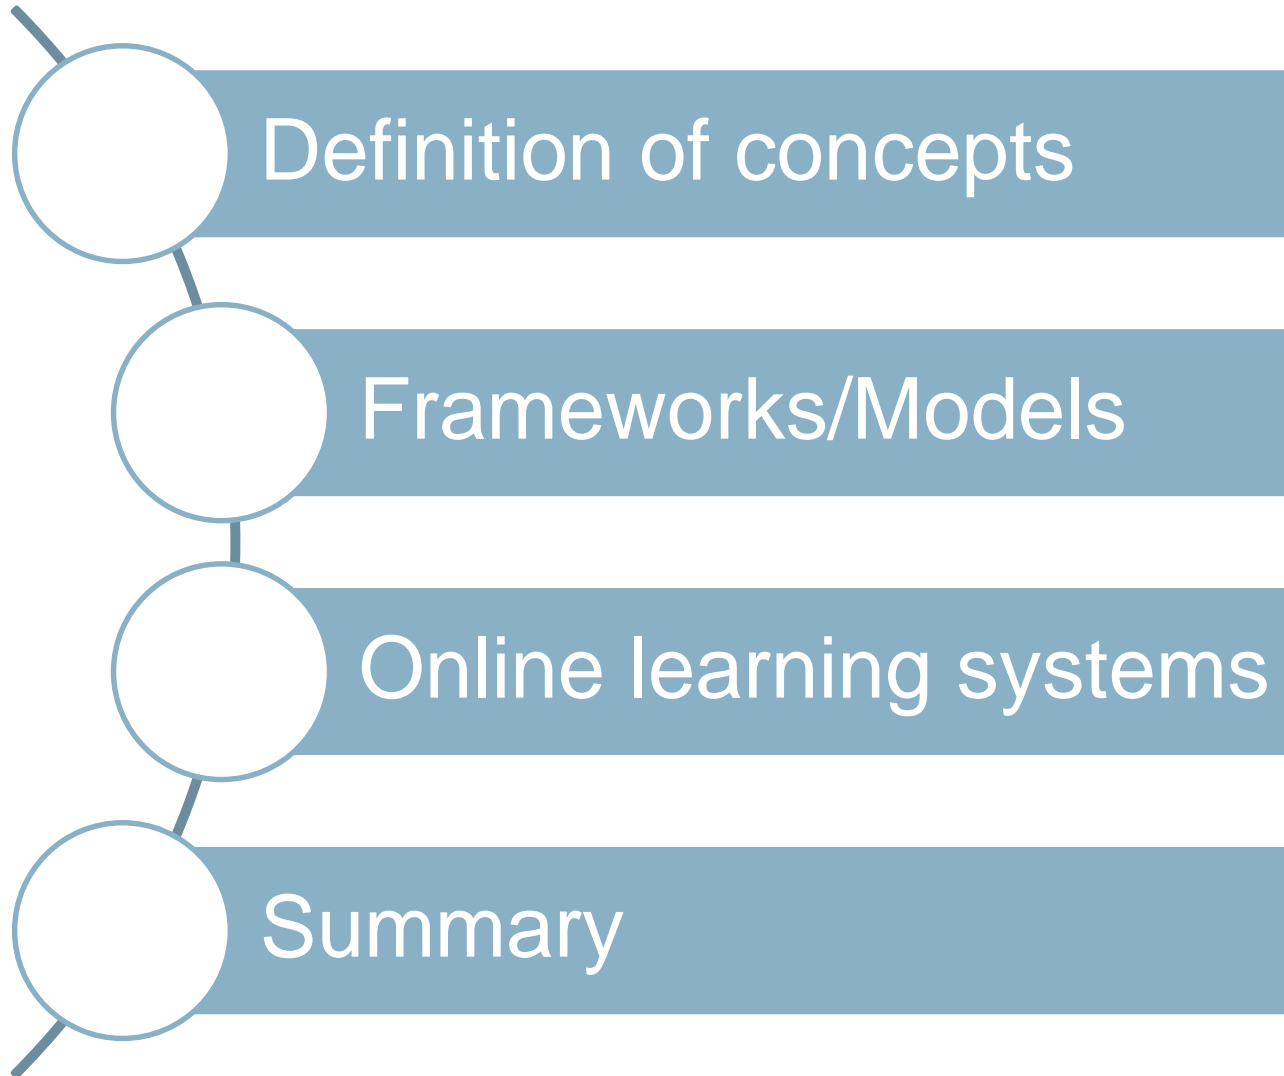 Definition of concepts
Frameworks/Models
Online learning systems
Summary